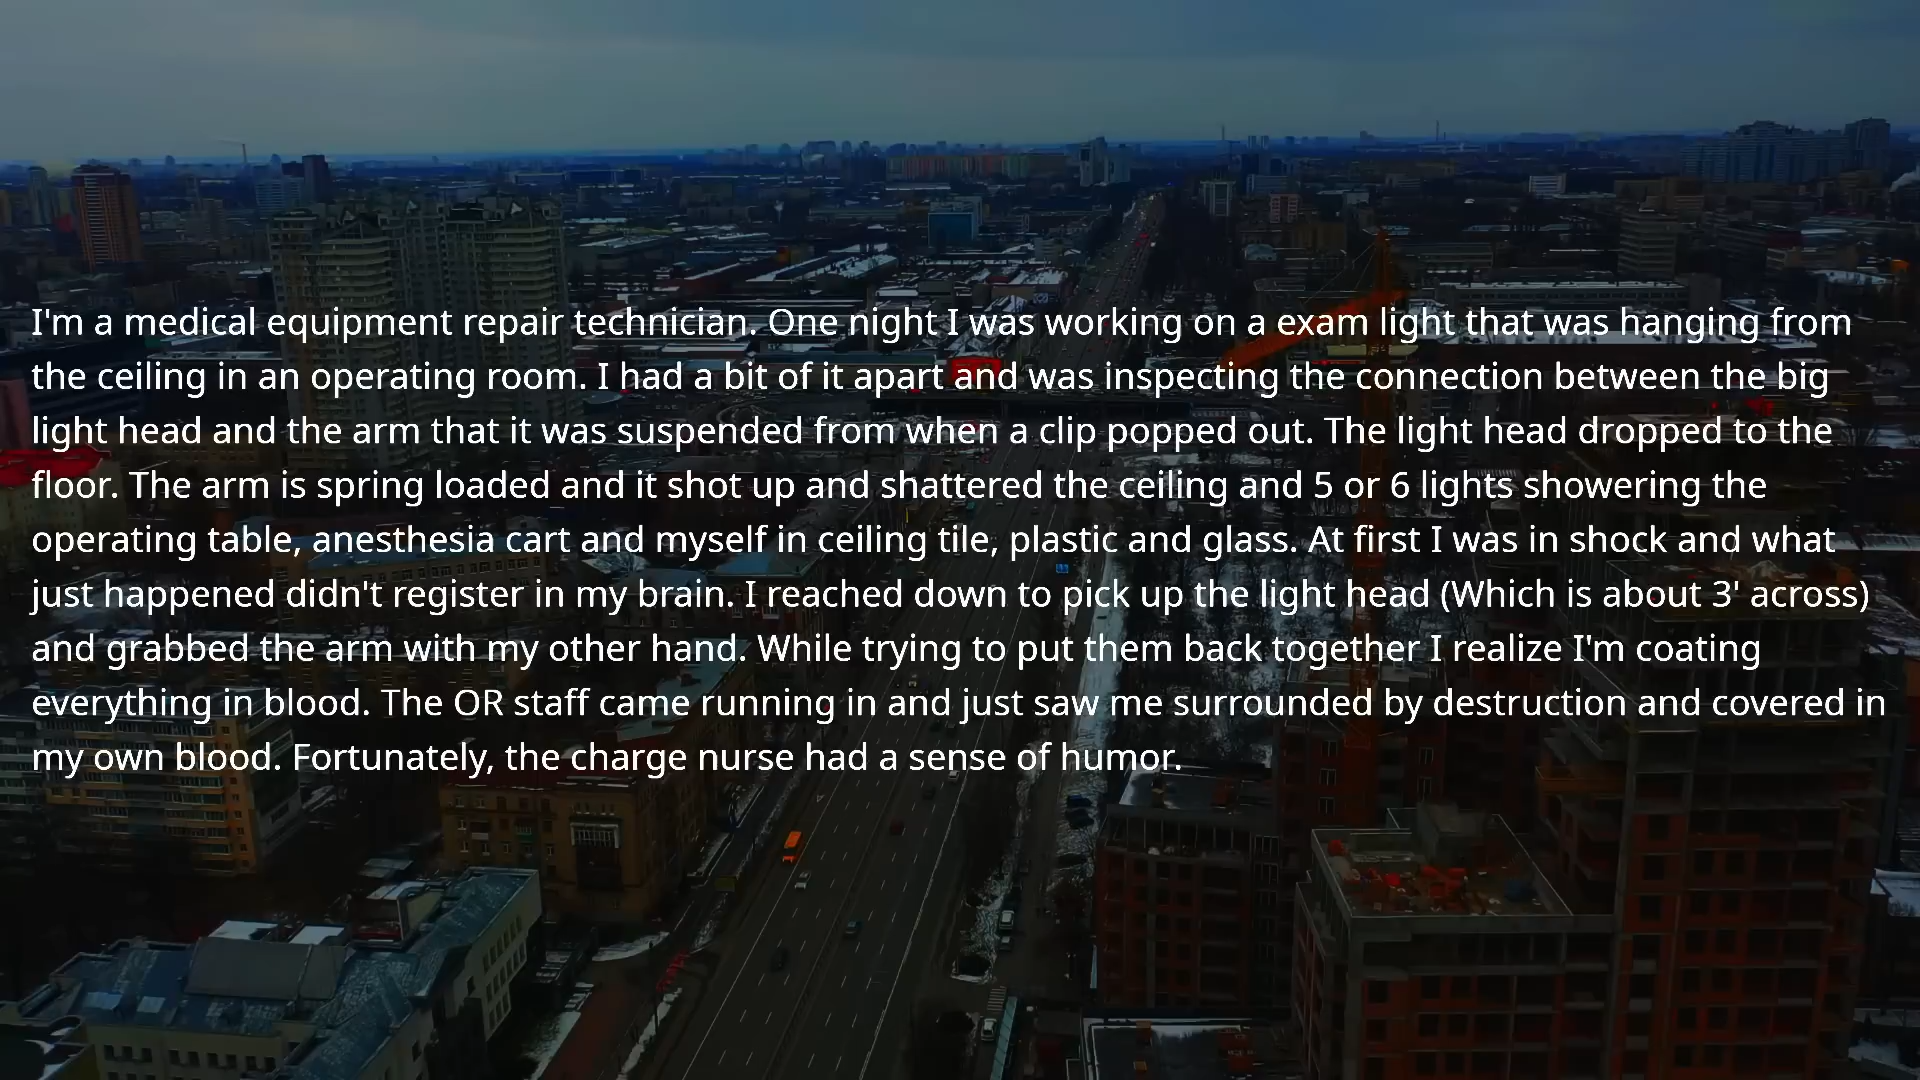 I'm a medical equipment repair technician. One night I was working on a exam light that was hanging from
the ceiling in an operating room. I had a bit of it apart and was inspecting the connection between the big
light head and the arm that it was suspended from when a clip popped out. The light head dropped to the
floor. The arm is spring loaded and it shot up and shattered the ceiling and 5 or 6 lights showering the
operating table, anesthesia cart and myself in ceiling tile, plastic and glass. At first I was in shock and what
just happened didn't register in my brain. I reached down to pick up the light head (Which is about 3' across)
and grabbed the arm with my other hand. While trying to put them back together I realize I'm coating
everything in blood. The OR staff came running in and just saw me surrounded by destruction and covered in
my own blood. Fortunately, the charge nurse had a sense of humor.